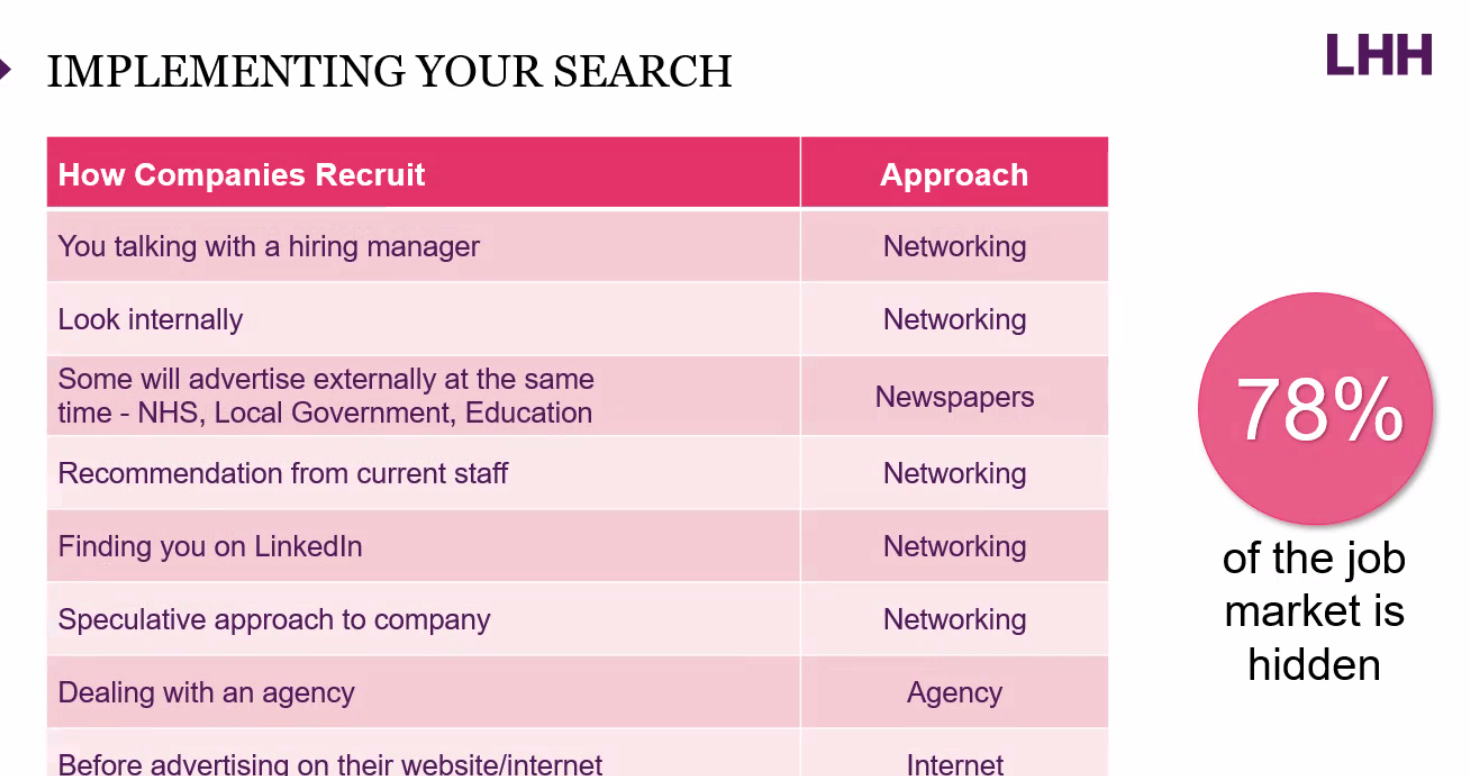 LHH
IMPLEMENTING YOUR SEARCH
How Companies Recruit
Approach
You talking with a hiring manager
Networking
Look internally
Networking
Some will advertise externally at the same
time - NHS, Local Government, Education
Newspapers
Recommendation from current staff
Networking
Finding you on LinkedIn
Networking
Speculative approach to company
Networking
Dealing with an agency
Agency
Before advertising on their website/internet
Internet
78%
of the job
market is
hidden